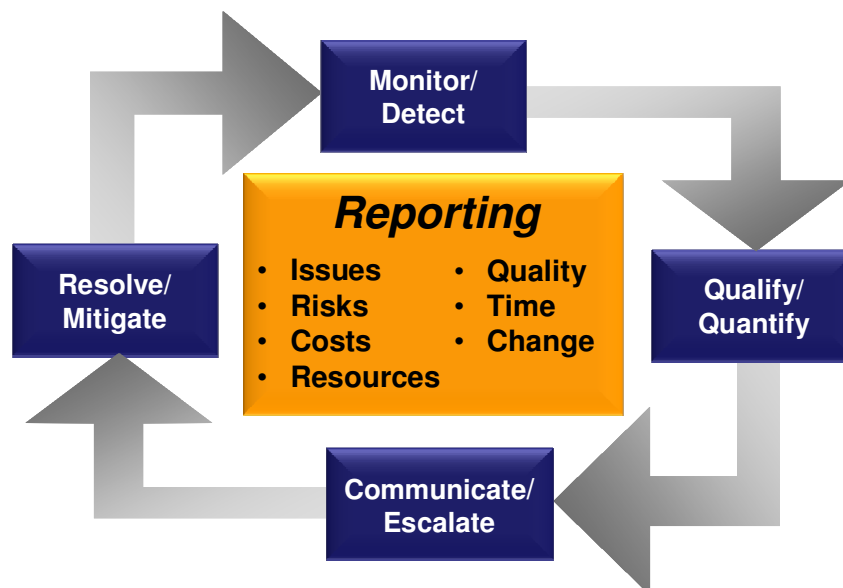 Monitor/
Detect
Reporting
• Issues
• Risks
• Costs
• Resources
• Quality
• Time
• Change
Resolve/
Mitigate
Qualify/
Quantify
Communicate/
Escalate